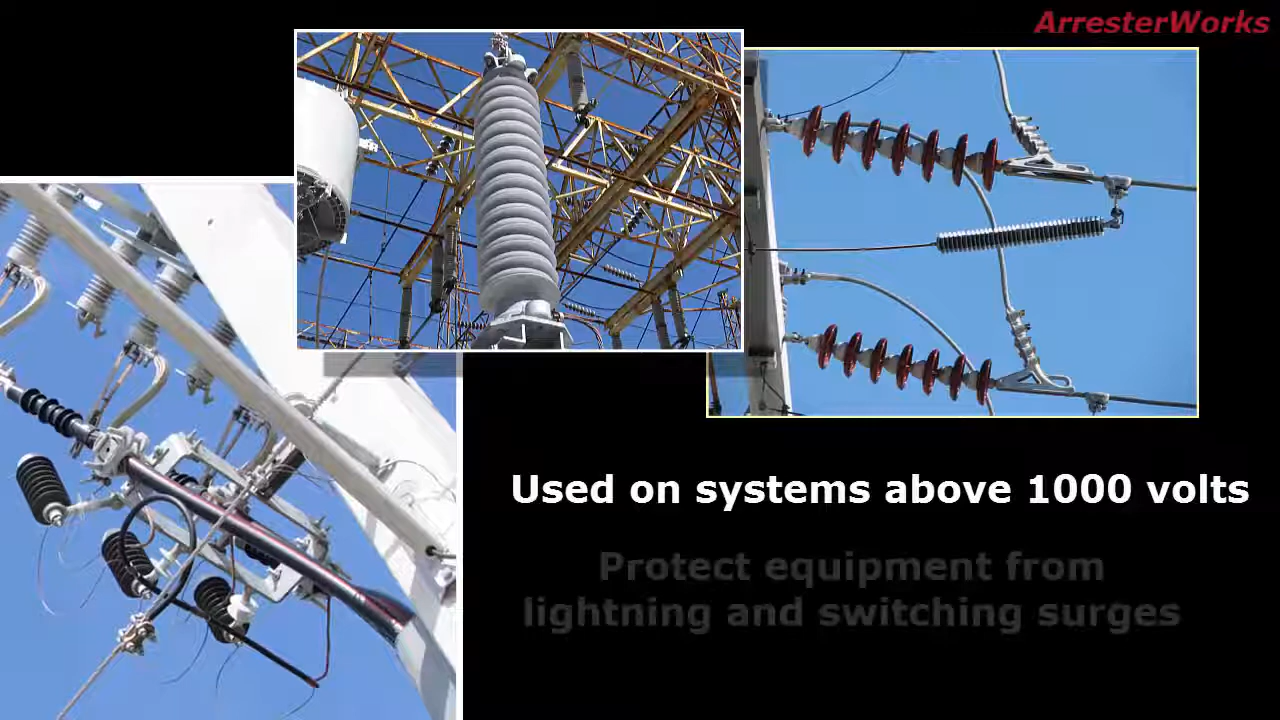 ArresterWorks
Used on systems above 1000 volts
Protect equipment from
lightning and switching surges